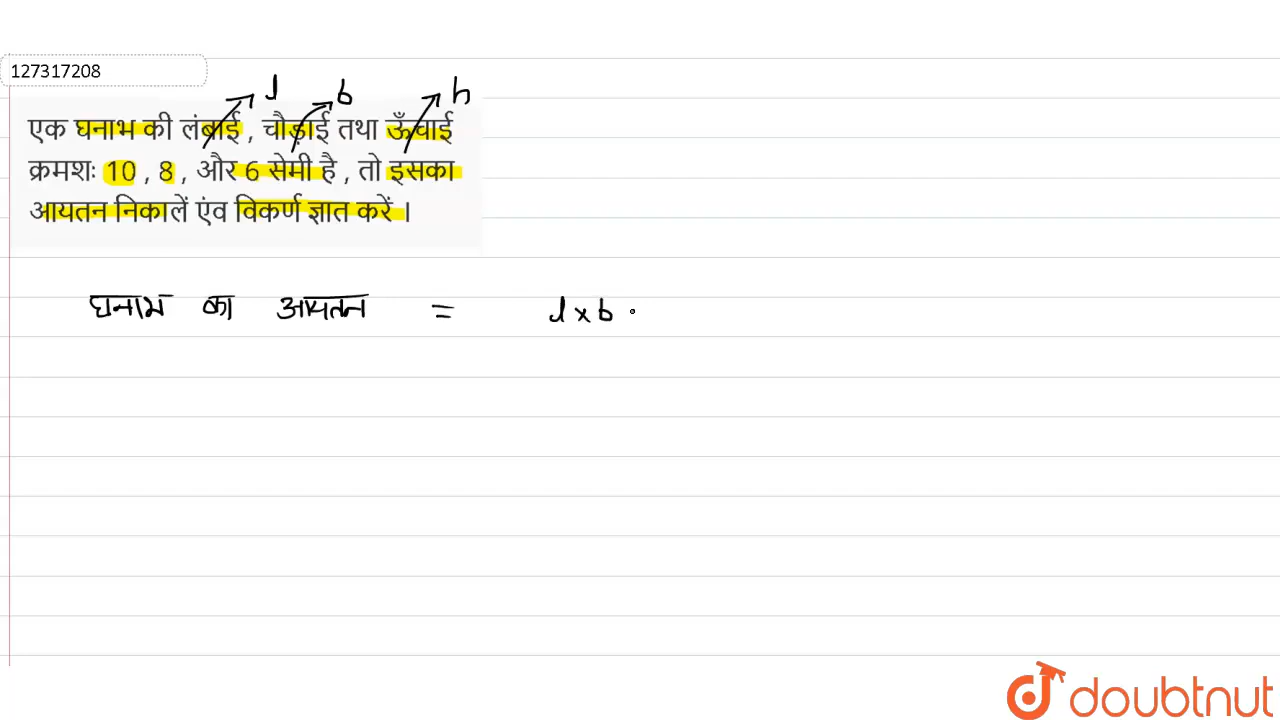 127317208
l b h
एक घनाभ की लंबाई , चौड़ाई तथा ऊँचाई
क्रमशः 10 , 8 , और 6 सेमी है , तो इसका
आयतन निकालें एंव विकर्ण ज्ञात करें ।
घनाभ का आयतन = l × b
doubtnut